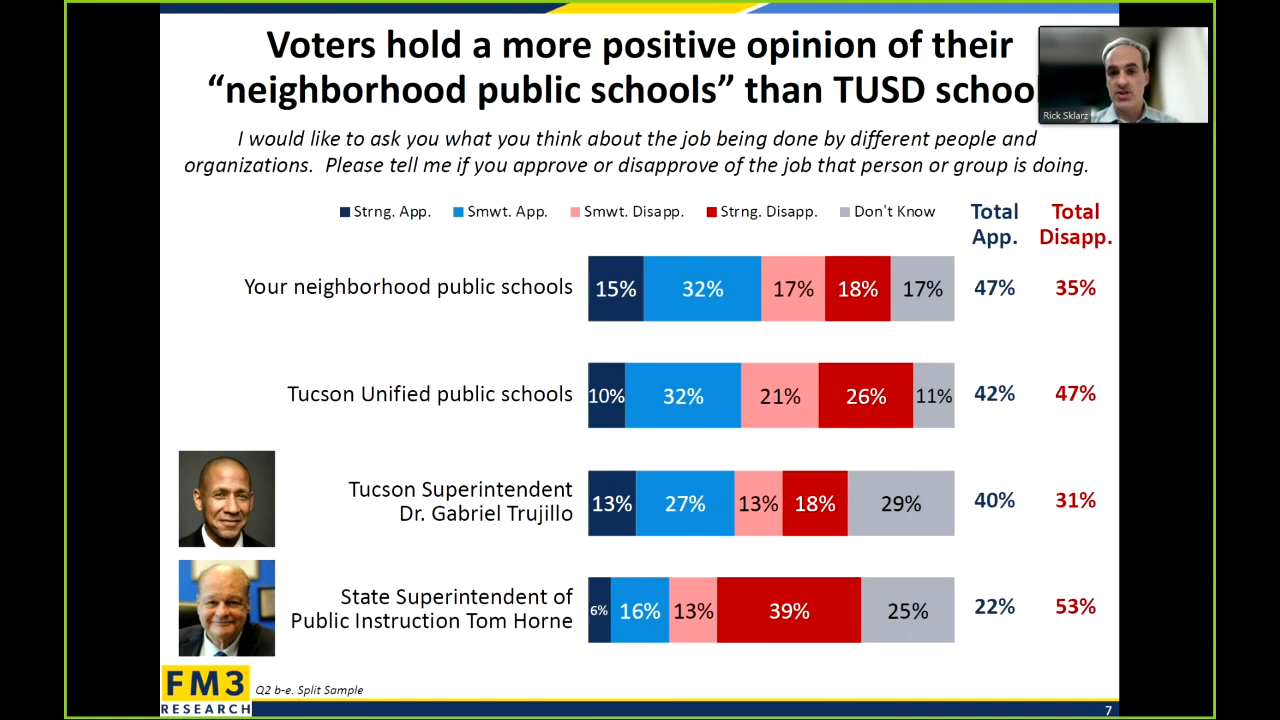 Voters hold a more positive opinion of their
“neighborhood public schools” than TUSD schoo
Rick Sklarz
I would like to ask you what you think about the job being done by different people and
organizations. Please tell me if you approve or disapprove of the job that person or group is doing.
Strng. App. Smwt. App. Smwt. Disapp. Strng. Disapp. Don't Know
Total App. Total Disapp.
Your neighborhood public schools 15% 32% 17% 18% 17% 47% 35%
Tucson Unified public schools 10% 32% 21% 26% 11% 42% 47%
Tucson Superintendent
Dr. Gabriel Trujillo 13% 27% 13% 18% 29% 40% 31%
State Superintendent of
Public Instruction Tom Horne 6% 16% 13% 39% 25% 22% 53%
FM3
RESEARCH
Q2 b-e. Split Sample
7